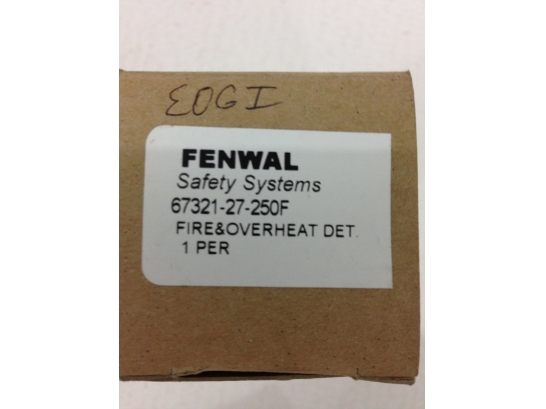 EOGI
FENWAL
Safety Systems
67321-27-250F
FIRE&OVERHEAT DET.
1 PER